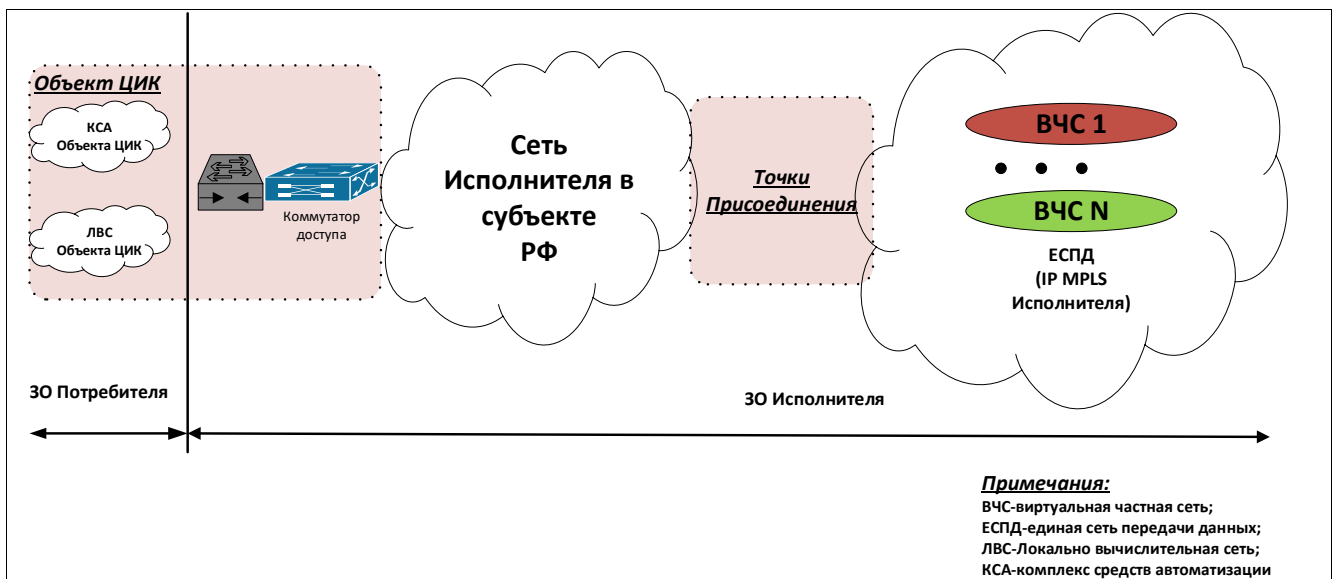 Объект ЦИК
КСА
Объекта ЦИК
ЛВС
Объекта ЦИК
Коммутатор
доступа
Сеть
Исполнителя в
субъекте
РФ
Точки
Присоединения
ВЧС 1
ВЧС N
ЕСПД
(IP MPLS
Исполнителя)
ЗО Потребителя
ЗО Исполнителя
Примечания:
ВЧС-виртуальная частная сеть;
ЕСПД-единая сеть передачи данных;
ЛВС-Локально вычислительная сеть;
КСА-комплекс средств автоматизации